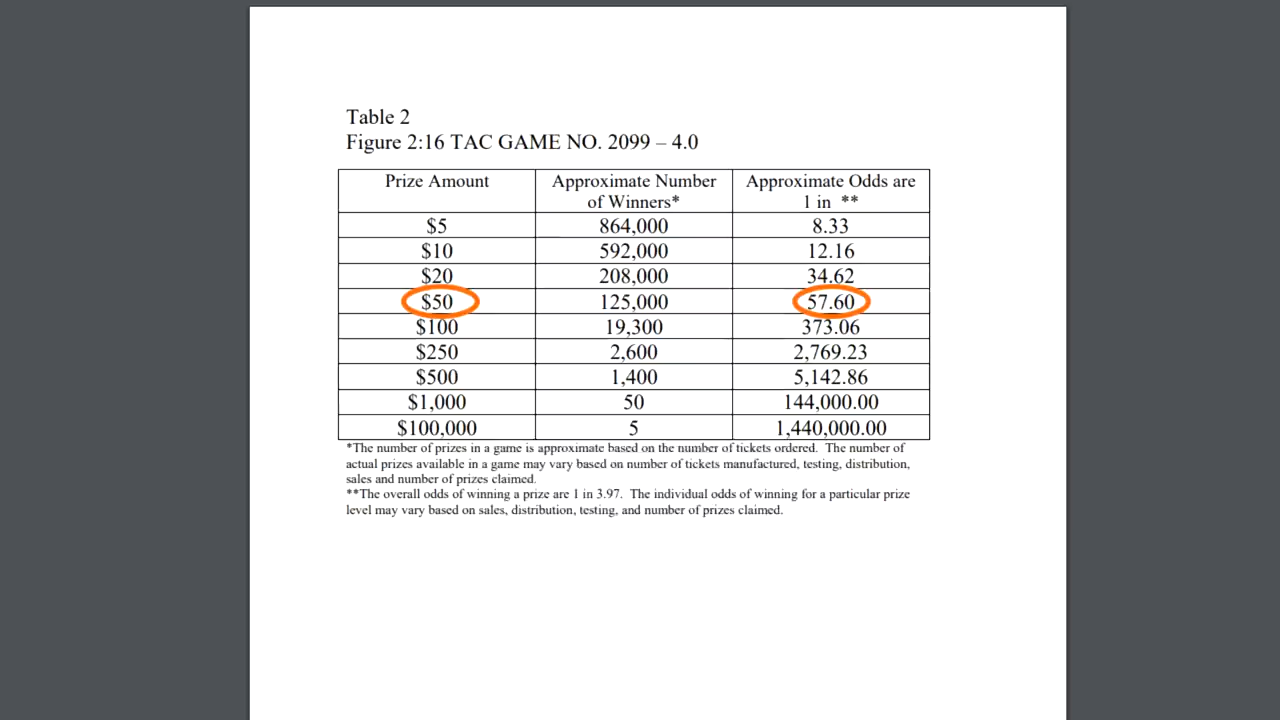 Table 2
Figure 2:16 TAC GAME NO. 2099 – 4.0
Prize Amount Approximate Number of Winners* Approximate Odds are 1 in **
$5 864,000 8.33
$10 592,000 12.16
$20 208,000 34.62
$50 125,000 57.60
$100 19,300 373.06
$250 2,600 2,769.23
$500 1,400 5,142.86
$1,000 50 144,000.00
$100,000 5 1,440,000.00
*The number of prizes in a game is approximate based on the number of tickets ordered. The number of
actual prizes available in a game may vary based on number of tickets manufactured, testing, distribution,
sales and number of prizes claimed.
**The overall odds of winning a prize are 1 in 3.97. The individual odds of winning for a particular prize
level may vary based on sales, distribution, testing, and number of prizes claimed.